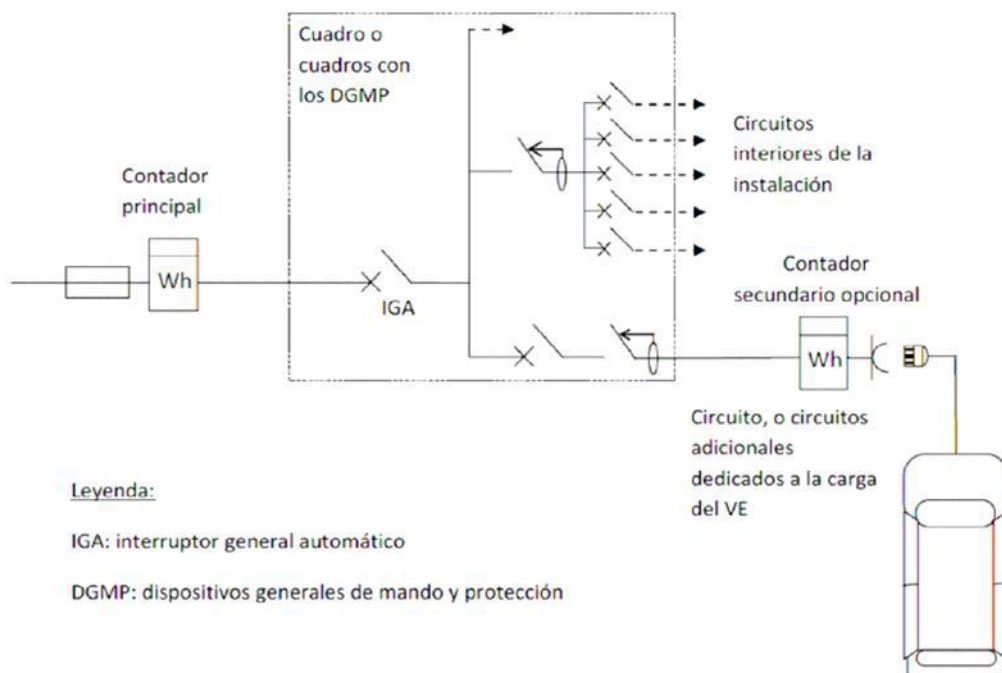 Cuadro o
cuadros con
los DGMP
Circuitos
interiores de la
instalación
Contador
principal
Wh
IGA
Contador
secundario opcional
Wh
Circuito, o circuitos
adicionales
dedicados a la carga
del VE
Leyenda:
IGA: interruptor general automático
DGMP: dispositivos generales de mando y protección